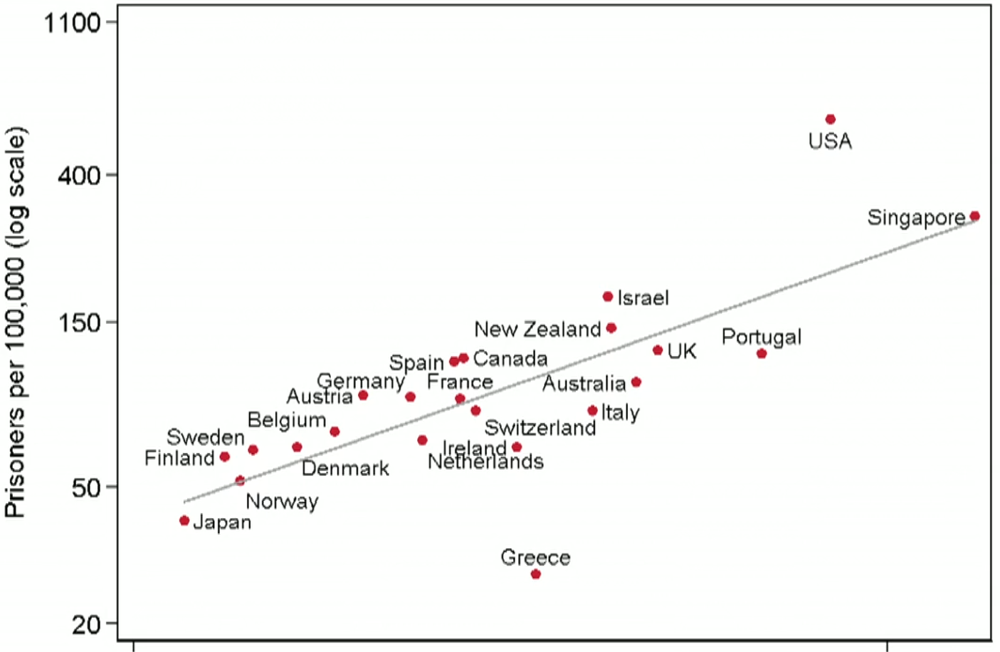 Prisoners per 100,000 (log scale)
1100
400
150
50
20
USA
Singapore
Israel
New Zealand
Portugal
UK
Spain
Canada
Germany
France
Australia
Austria
Italy
Belgium
Switzerland
Sweden
Ireland
Finland
Netherlands
Denmark
Norway
Japan
Greece